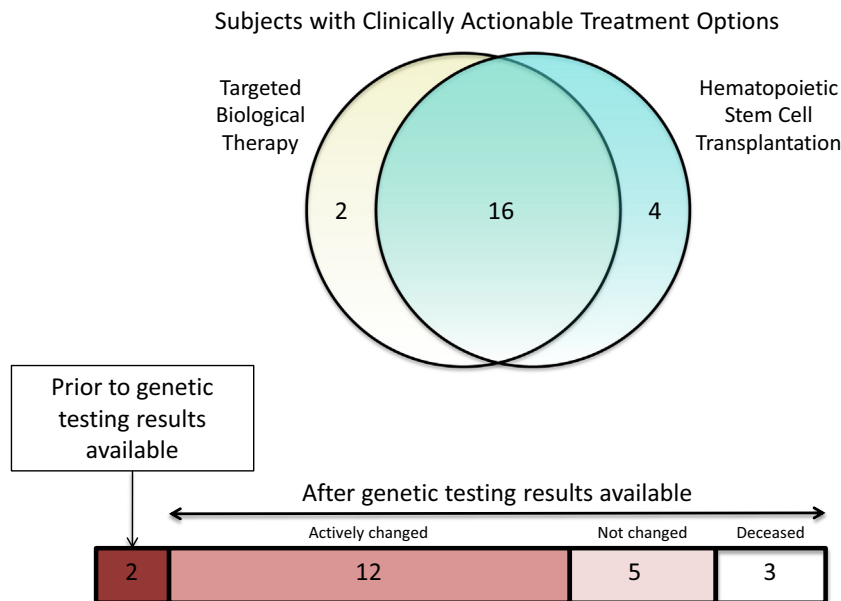 Subjects with Clinically Actionable Treatment Options
Targeted
Biological
Therapy
Hematopoietic
Stem Cell
Transplantation
2
16
4
Prior to genetic
testing results
available
After genetic testing results available
Actively changed
Not changed
Deceased
2
12
5
3